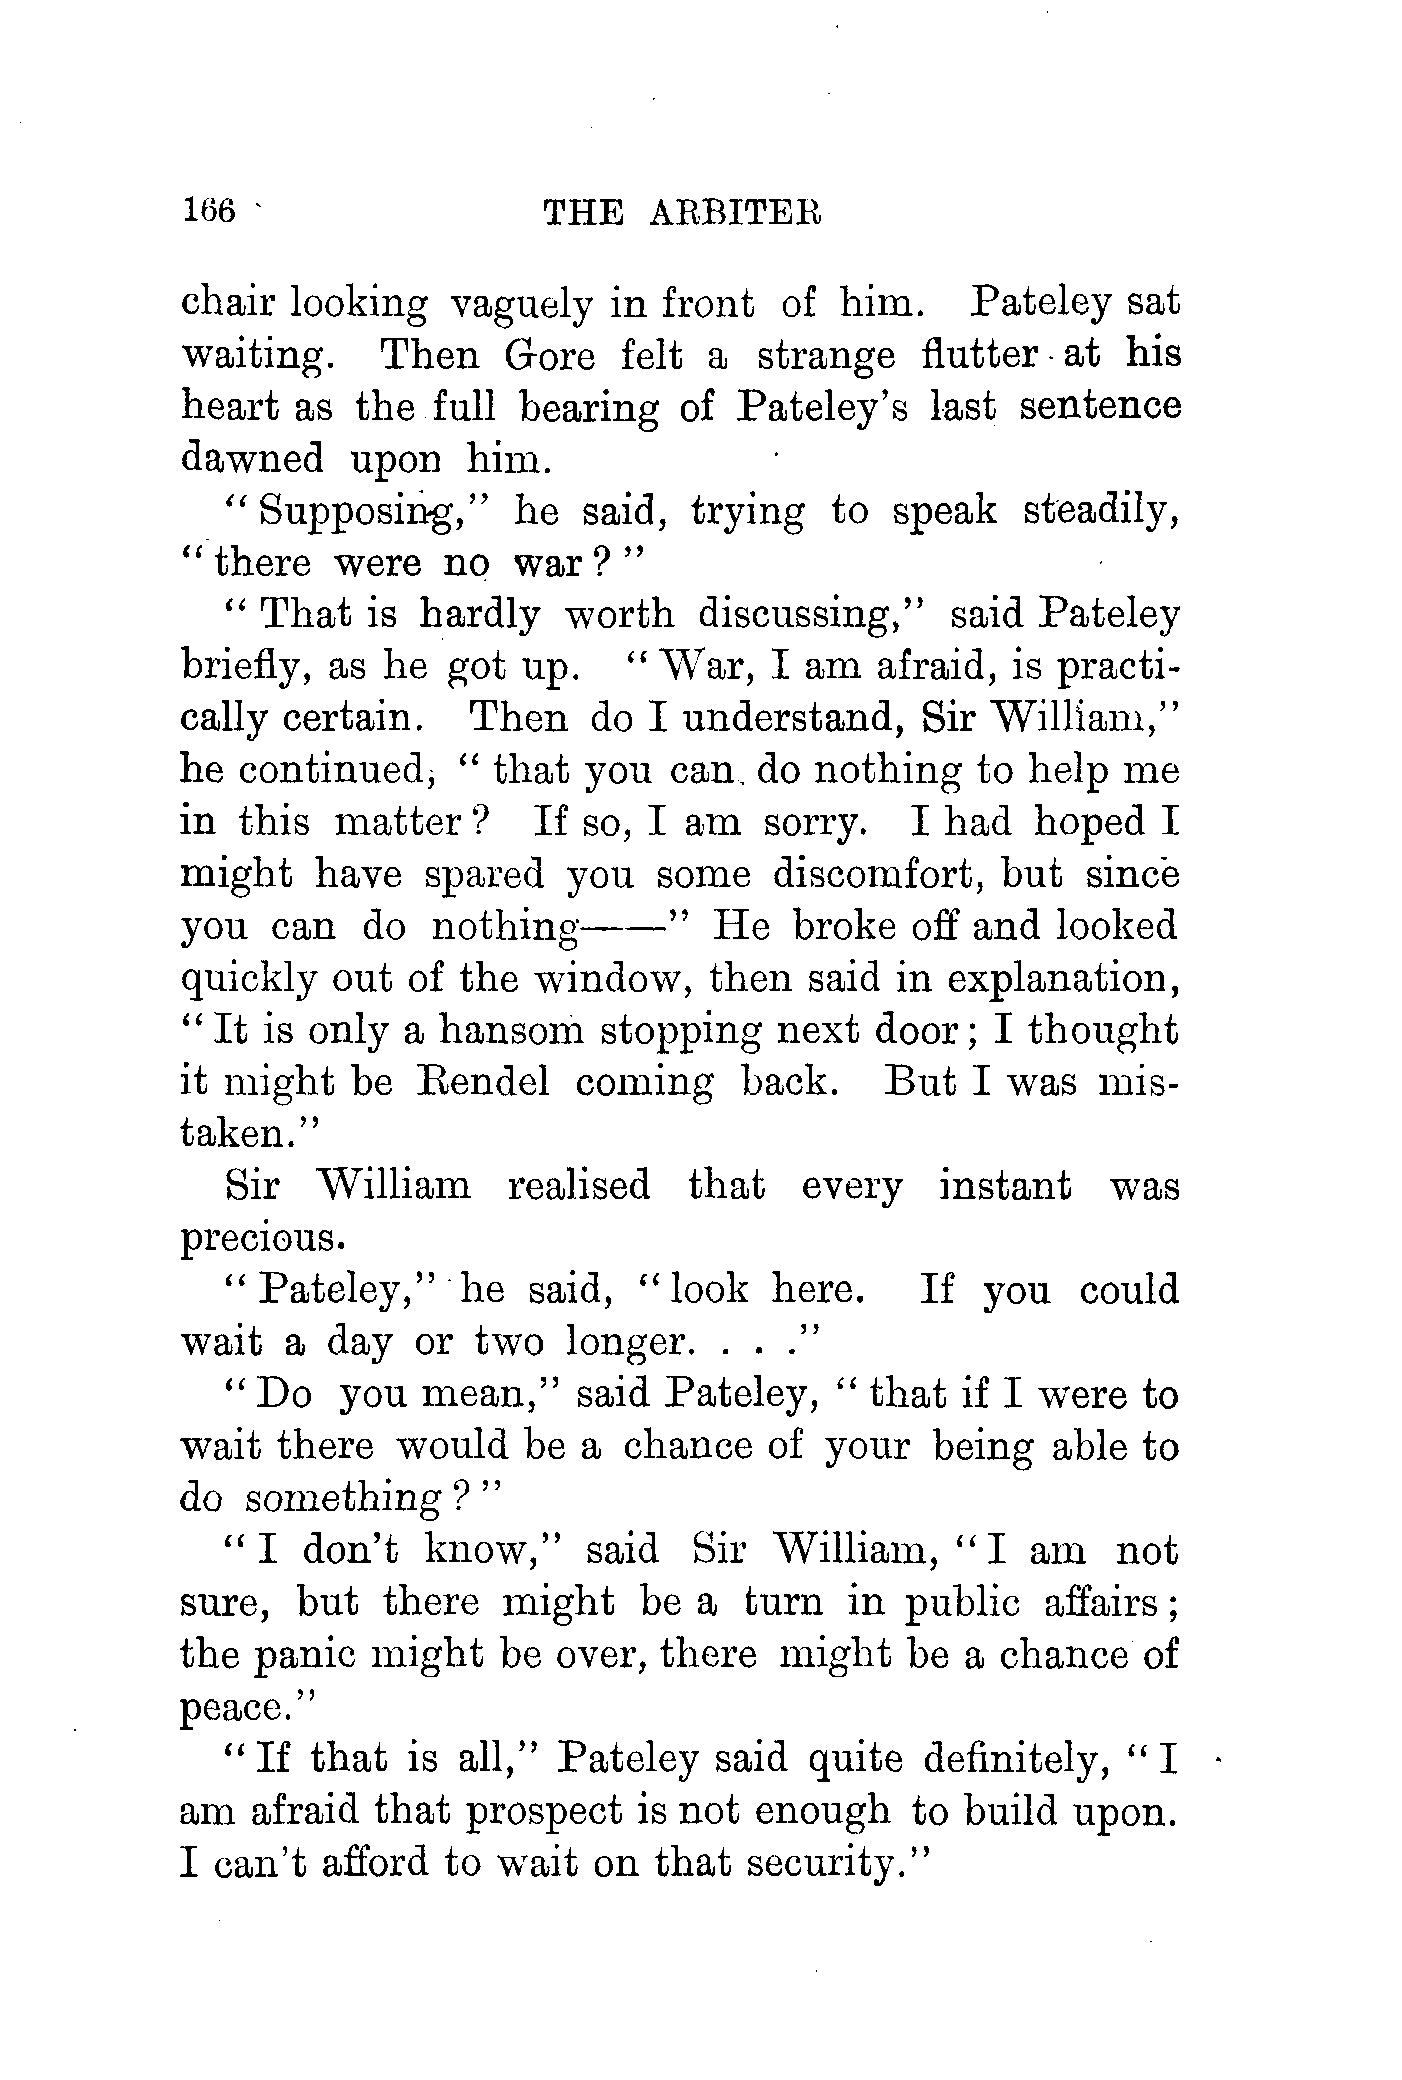 166 THE ARBITER
chair looking vaguely in front of him. Pateley sat
waiting. Then Gore felt a strange flutter at his
heart as the full bearing of Pateley's last sentence
dawned upon him.
"Supposing," he said, trying to speak steadily,
"there were no war?"
"That is hardly worth discussing," said Pateley
briefly, as he got up. "War, I am afraid, is practi-
cally certain. Then do I understand, Sir William,"
he continued, "that you can do nothing to help me
in this matter? If so, I am sorry. I had hoped I
might have spared you some discomfort, but since
you can do nothing——" He broke off and looked
quickly out of the window, then said in explanation,
"It is only a hansom stopping next door; I thought
it might be Rendel coming back. But I was mis-
taken."
Sir William realised that every instant was
precious.
"Pateley," he said, "look here. If you could
wait a day or two longer. . . ."
"Do you mean," said Pateley, "that if I were to
wait there would be a chance of your being able to
do something?"
"I don't know," said Sir William, "I am not
sure, but there might be a turn in public affairs;
the panic might be over, there might be a chance of
peace."
"If that is all," Pateley said quite definitely, "I
am afraid that prospect is not enough to build upon.
I can't afford to wait on that security."